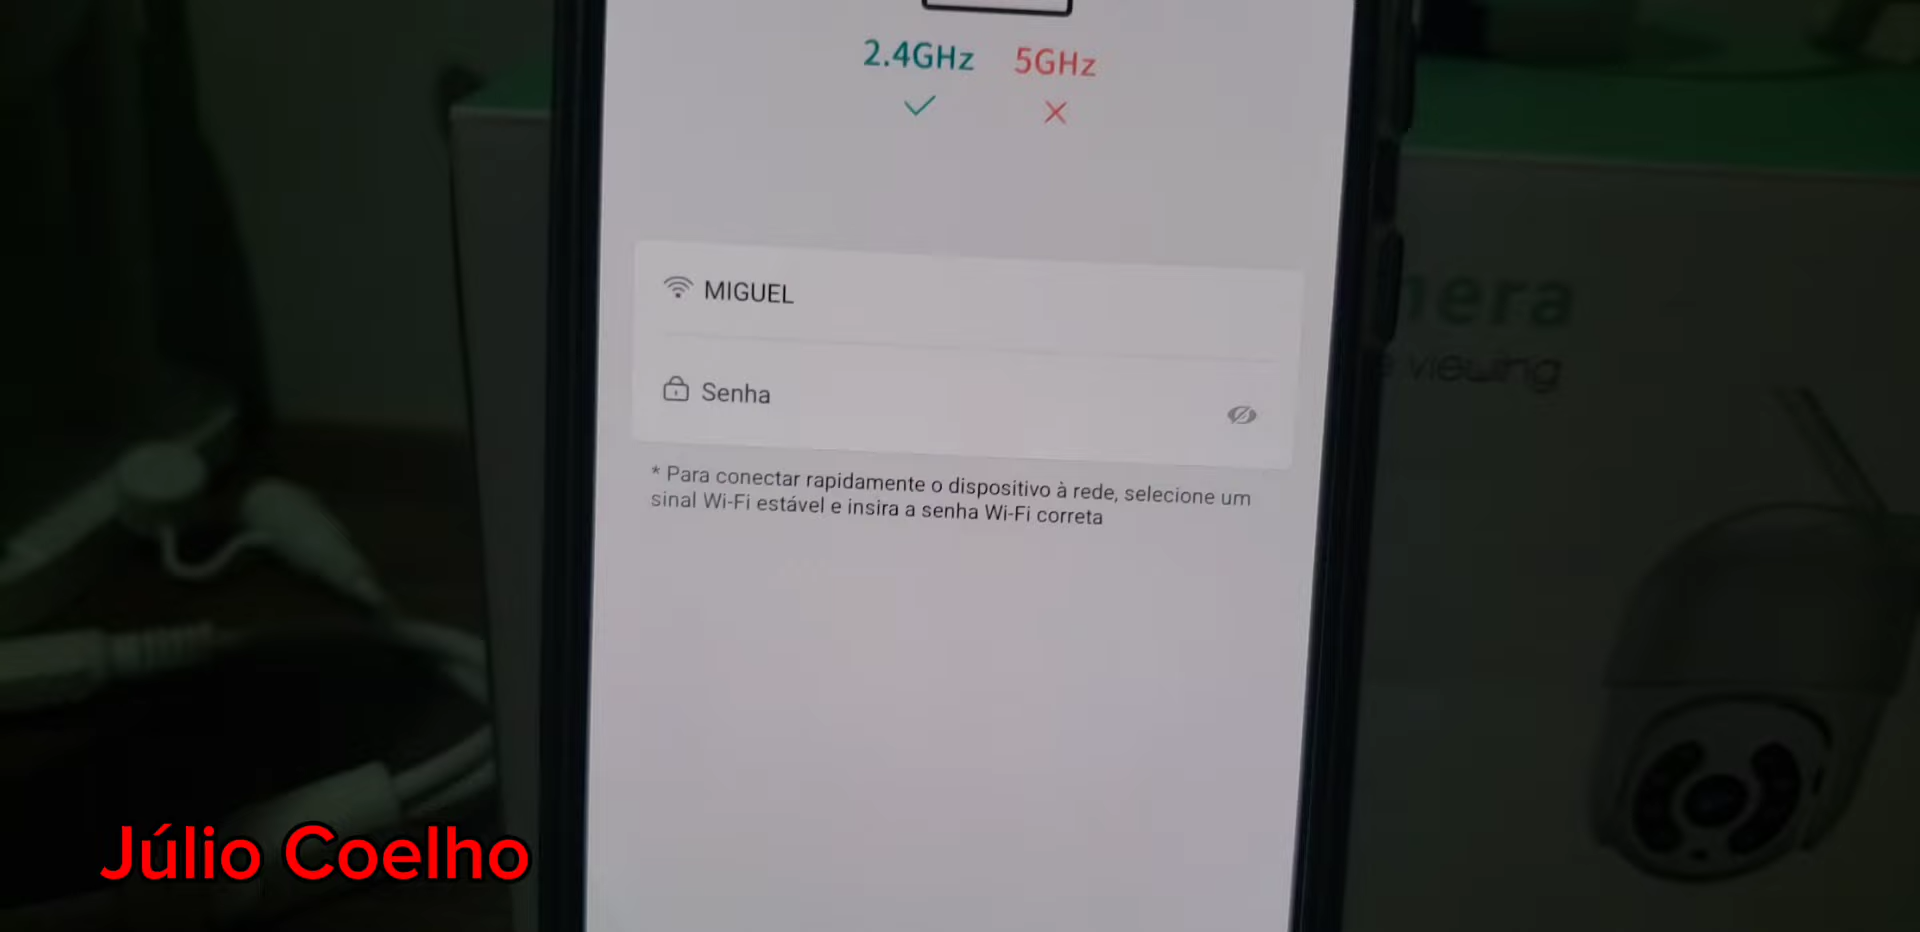 2.4GHz 5GHz
MIGUEL
Senha
* Para conectar rapidamente o dispositivo à rede, selecione um
sinal Wi-Fi estável e insira a senha Wi-Fi correta
viewing
Júlio Coelho